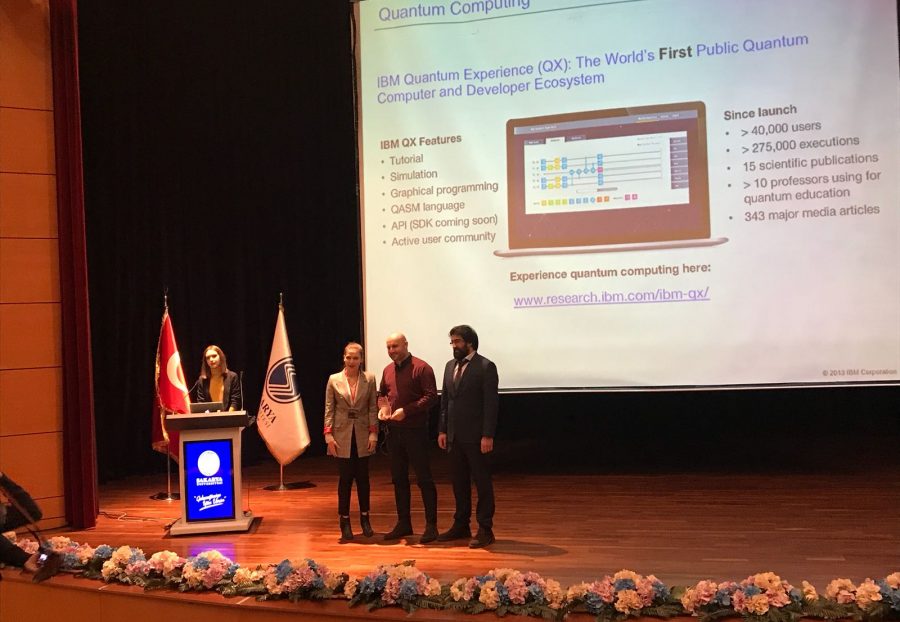 Quantum Computing
IBM Quantum Experience (QX): The World's First Public Quantum
Computer and Developer Ecosystem
IBM QX Features
• Tutorial
• Simulation
• Graphical programming
• QASM language
• API (SDK coming soon)
• Active user community
Since launch
• > 40,000 users
• > 275,000 executions
• 15 scientific publications
• > 10 professors using for
quantum education
• 343 major media articles
Experience quantum computing here:
www.research.ibm.com/ibm-qx/
© 2013 IBM Corporation
SAKARYA